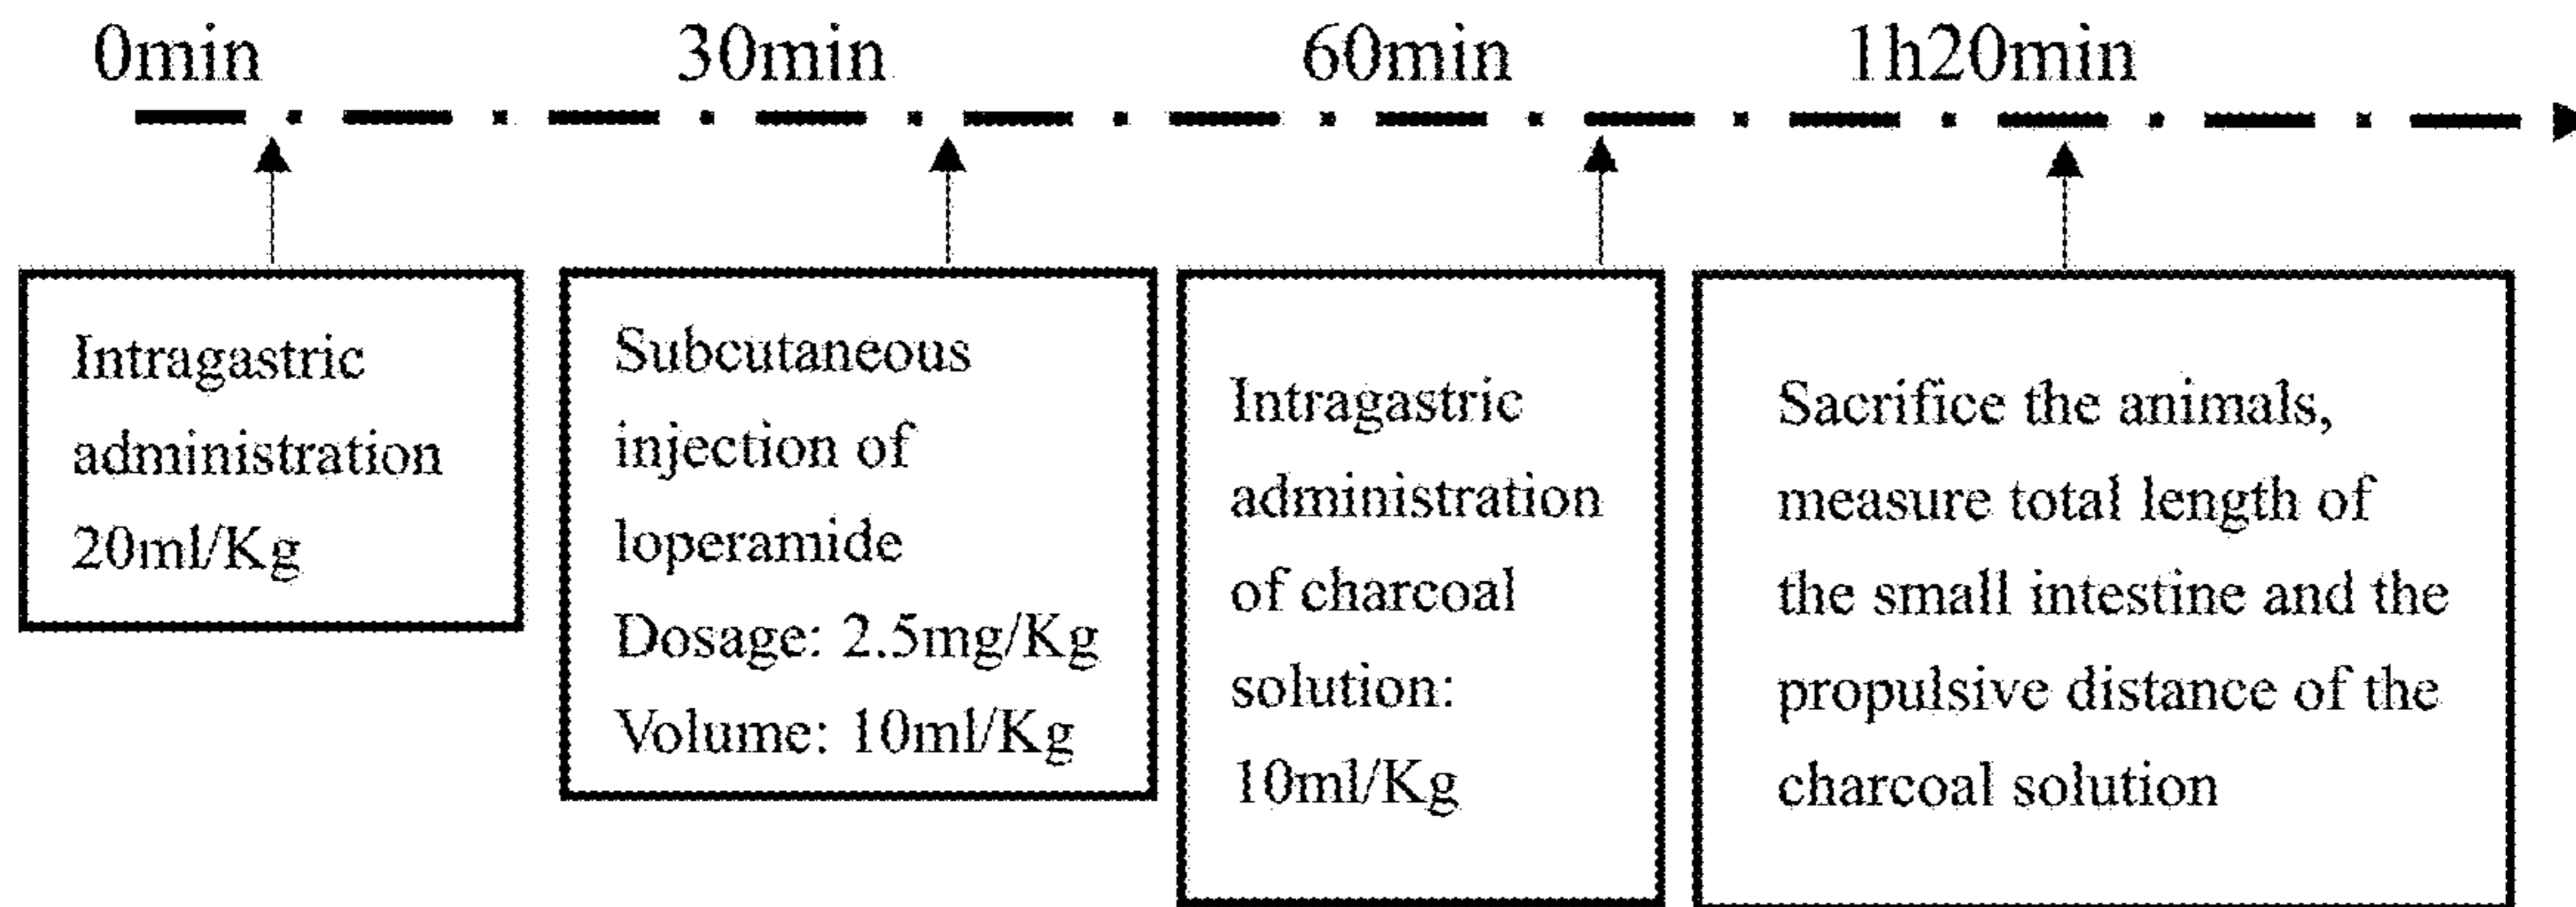 0min 30min 60min 1h20min
Intragastric
administration
20ml/Kg
Subcutaneous
injection of
loperamide
Dosage: 2.5mg/Kg
Volume: 10ml/Kg
Intragastric
administration
of charcoal
solution:
10ml/Kg
Sacrifice the animals,
measure total length of
the small intestine and the
propulsive distance of the
charcoal solution